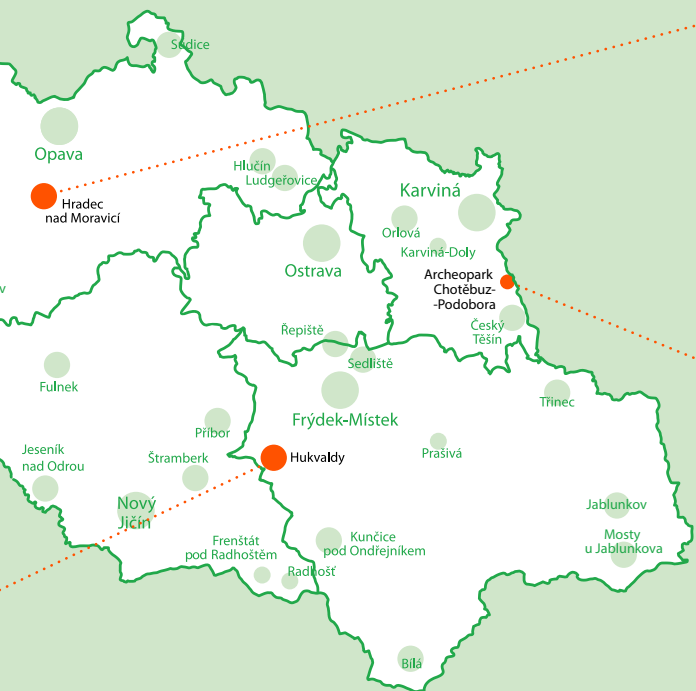 Sudice
Opava
Hlučín
Ludgeřovice
Hradec
nad Moravicí
Karviná
Orlová
Karviná-Doly
Ostrava
Archeopark
Chotěbuz-
-Podobora
v
Český
Těšín
Řepiště
Sedliště
Fulnek
Třinec
Frýdek-Místek
Příbor
Prašivá
Hukvaldy
Jeseník
nad Odrou
Štramberk
Nový
Jičín
Jablunkov
Mosty
u Jablunkova
Kunčice
pod Ondřejníkem
Frenštát
pod Radhoštěm
Radhošť
Bílá